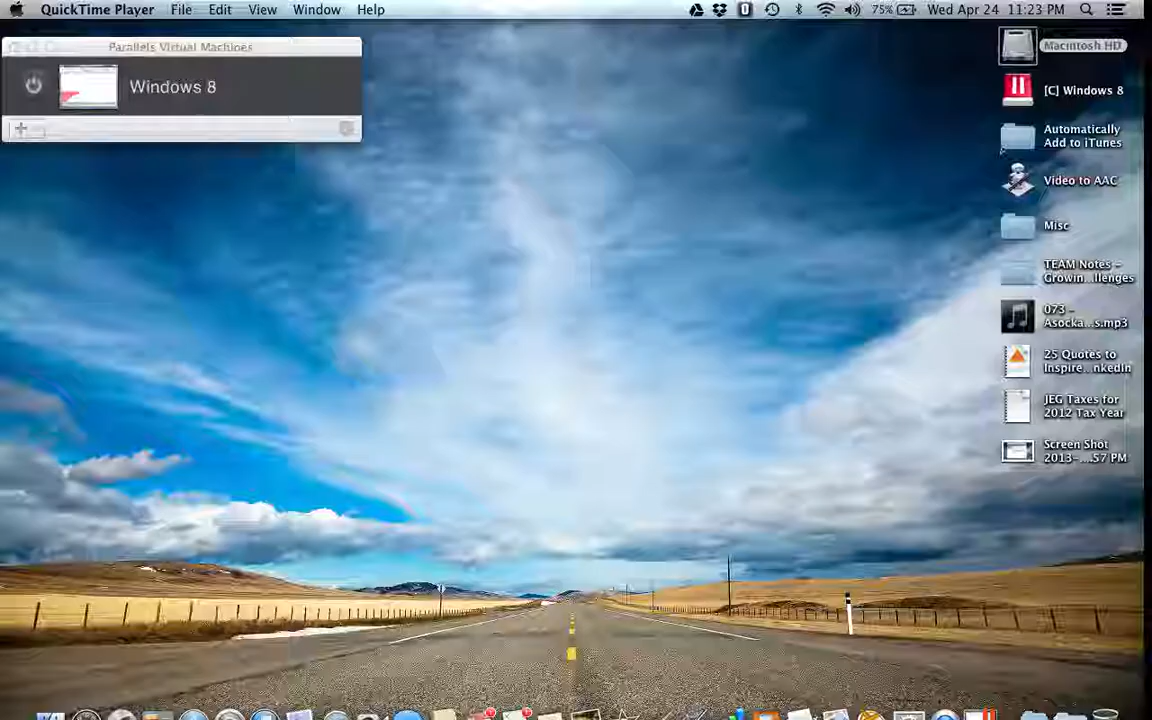 QuickTime Player File Edit View Window Help 75% Wed Apr 24 11:23 PM
Parallels Virtual Machines
Windows 8
Macintosh HD
[C] Windows 8
Automatically
Add to iTunes
Video to AAC
Misc
TEAM Notes -
Growin...llenges
073 -
Asocka...s.mp3
25 Quotes to
Inspire...nkedIn
JEG Taxes for
2012 Tax Year
Screen Shot
2013-....57 PM